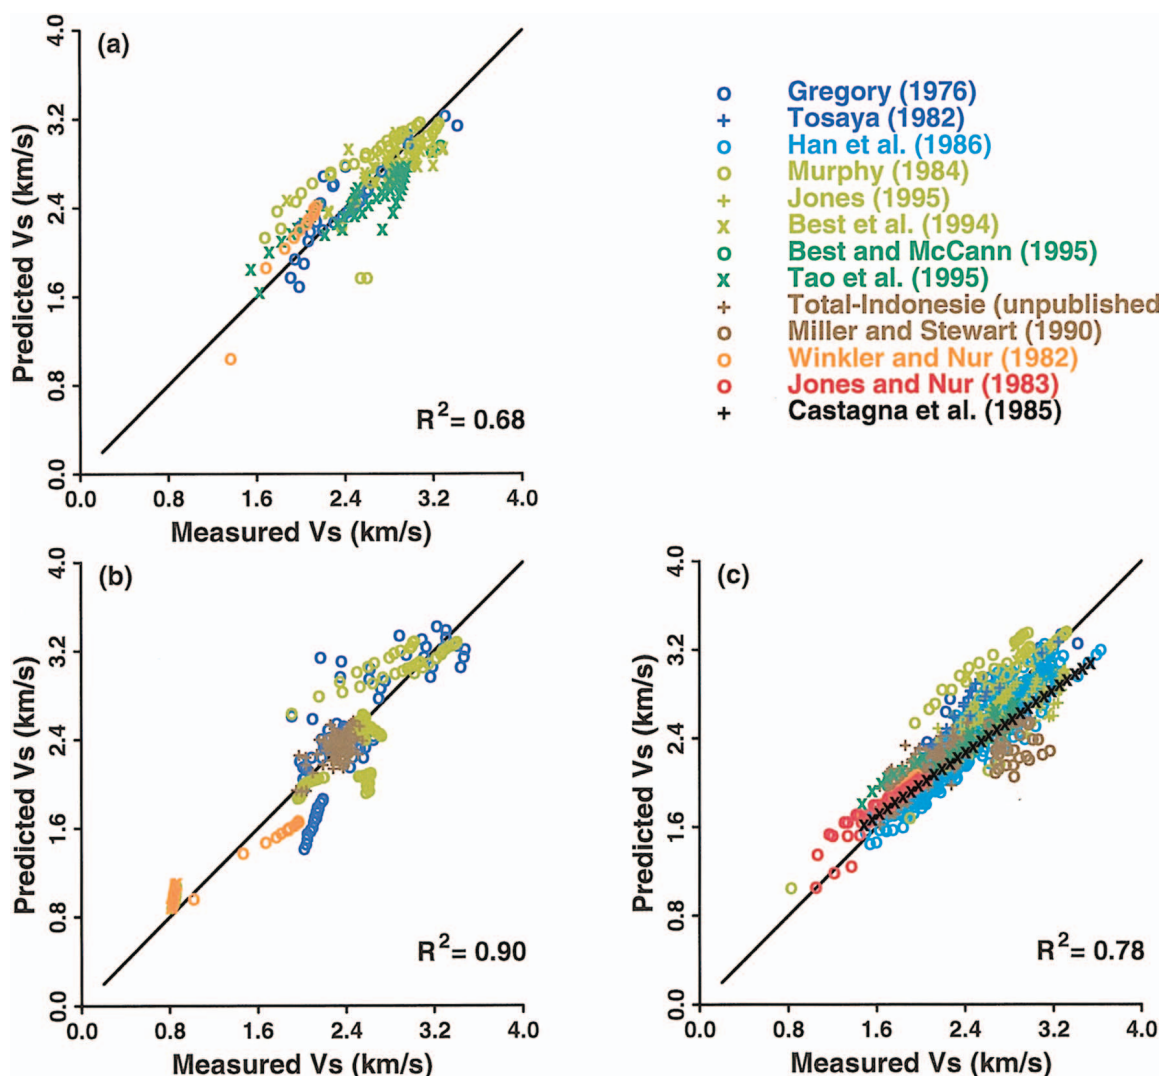 (a)
4.0
3.2
2.4
1.6
0.8
0.0
Predicted Vs (km/s)
R2= 0.68
0.0 0.8 1.6 2.4 3.2 4.0
Measured Vs (km/s)
o Gregory (1976)
+ Tosaya (1982)
o Han et al. (1986)
o Murphy (1984)
+ Jones (1995)
x Best et al. (1994)
o Best and McCann (1995)
x Tao et al. (1995)
+ Total-Indonesie (unpublished
o Miller and Stewart (1990)
o Winkler and Nur (1982)
o Jones and Nur (1983)
+ Castagna et al. (1985)
(b)
4.0
3.2
2.4
1.6
0.8
0.0
Predicted Vs (km/s)
R2= 0.90
0.0 0.8 1.6 2.4 3.2 4.0
Measured Vs (km/s)
(c)
4.0
3.2
2.4
1.6
0.8
0.0
Predicted Vs (km/s)
R2= 0.78
0.0 0.8 1.6 2.4 3.2 4.0
Measured Vs (km/s)